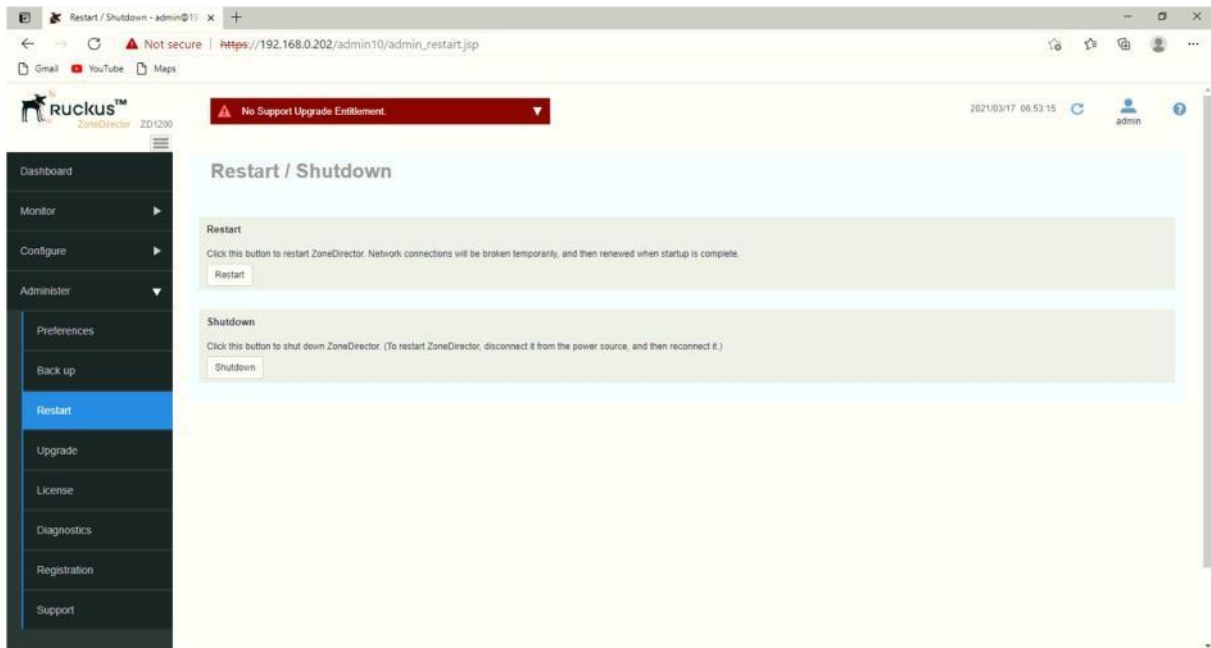 Restart / Shutdown - admin@19
Not secure https://192.168.0.202/admin10/admin_restart.jsp
Gmail YouTube Maps
Ruckus™
ZoneDirector ZD1200
No Support Upgrade Entitlement.
2021/03/17 06:53:15
admin
Dashboard
Monitor
Configure
Administer
Preferences
Back up
Restart
Upgrade
License
Diagnostics
Registration
Support
Restart / Shutdown
Restart
Click this button to restart ZoneDirector. Network connections will be broken temporarily, and then renewed when startup is complete.
Restart
Shutdown
Click this button to shut down ZoneDirector. (To restart ZoneDirector, disconnect it from the power source, and then reconnect it.)
Shutdown